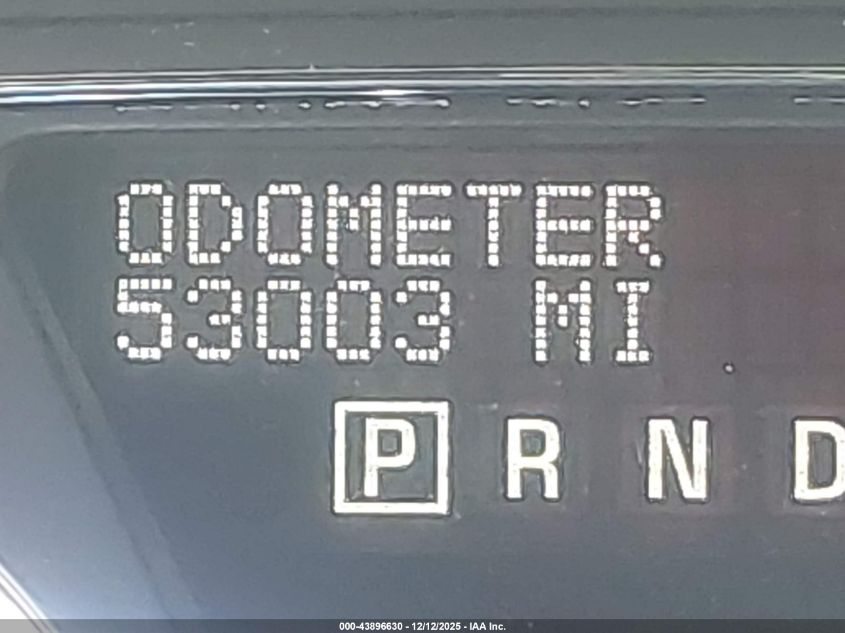 ODOMETER
53003 MI
P R N D
000-43896630 - 12/12/2025 - IAA Inc.